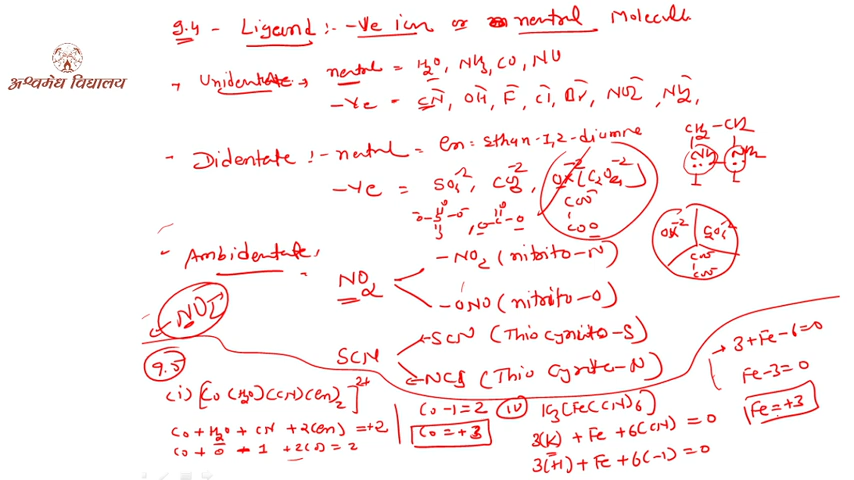 9.4 - Ligand :- -Ve ion or neutral Molecule
अश्वमेध विद्यालय
Unidentate → neutral = H2O, NH3, CO, NO
-Ve = CN⁻, OH⁻, F⁻, Cl⁻, Br⁻, NO2⁻, NH2⁻,
Didentate :- neutral = en: Ethan-1,2-diamine
CH2 - CH2
NH2 NH2
-Ve = SO4⁻², CO3⁻², OX⁻² (C2O4⁻²)
COO⁻
COO
OX⁻²
COO⁻
COO⁻
Ambidentate,
NO2
-NO2 (nitrito-N)
-ONO (nitrito-O)
NO2⁻
SCN
-SCN (Thio cynito-S)
-NCS (Thio cynito-N)
9.5
(i) [Co(H2O)(CN)(en)2]²⁺
Co + H2O + CN + 2(en) = +2
Co + 0 - 1 + 2(0) = 2
Co - 1 = 2
Co = +3
(iv) K3[Fe(CN)6]
3(K) + Fe + 6(CN) = 0
3(+1) + Fe + 6(-1) = 0
→ 3 + Fe - 6 = 0
Fe - 3 = 0
Fe = +3